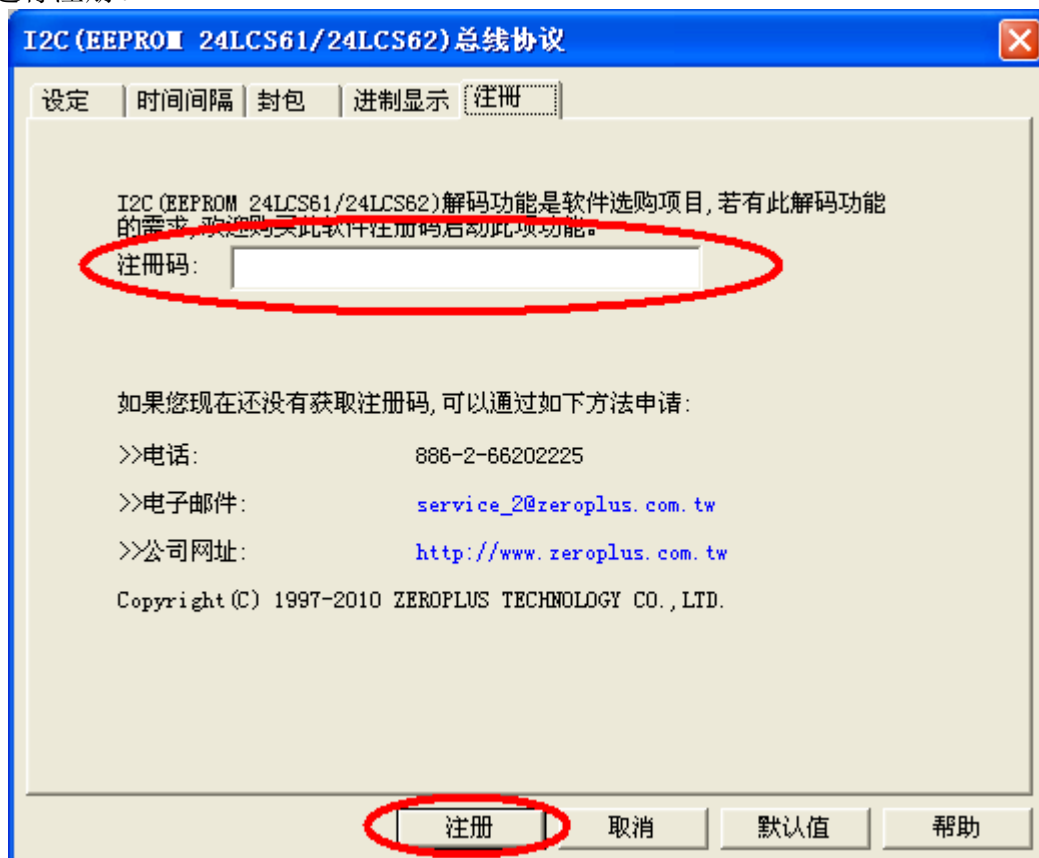 I2C(EEPROM 24LCS61/24LCS62)总线协议
设定 时间间隔 封包 进制显示 注册
I2C(EEPROM 24LCS61/24LCS62)解码功能是软件选购项目,若有此解码功能
的需求,欢迎购买此软件注册码启动此项功能。
注册码:
如果您现在还没有获取注册码,可以通过如下方法申请:
>>电话: 886-2-66202225
>>电子邮件: service_2@zeroplus.com.tw
>>公司网址: http://www.zeroplus.com.tw
Copyright(C) 1997-2010 ZEROPLUS TECHNOLOGY CO.,LTD.
注册 取消 默认值 帮助